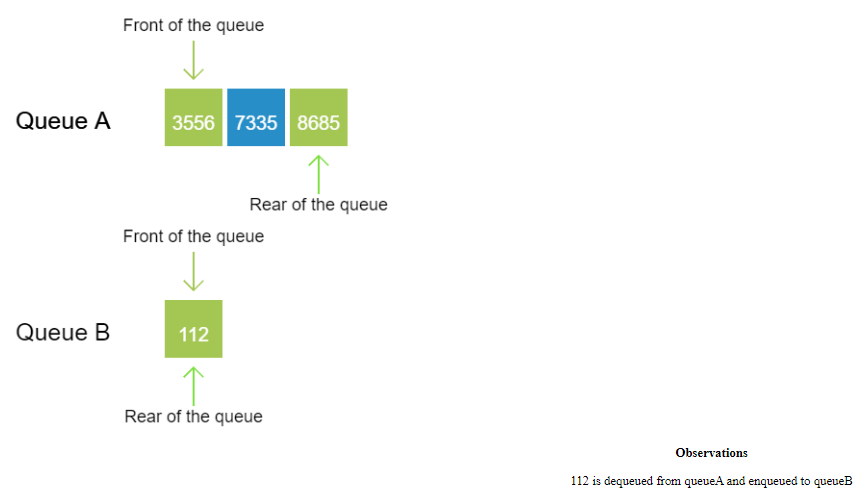 Front of the queue
Queue A
3556 7335 8685
Rear of the queue
Front of the queue
Queue B
112
Rear of the queue
Observations
112 is dequeued from queueA and enqueued to queueB